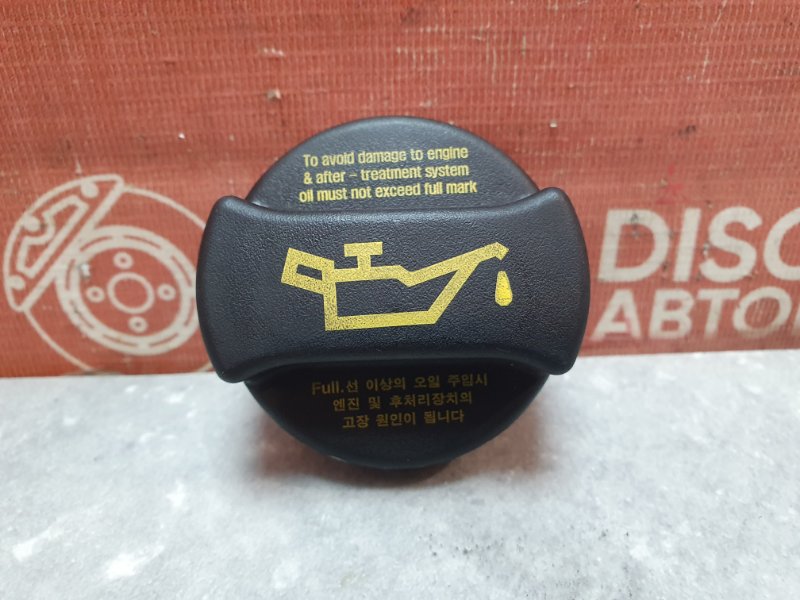 To avoid damage to engine
& after - treatment system
oil must not exceed full mark
DISC
АВТО
Full.선 이상의 오일 주입시
엔진 및 후처리장치의
고장 원인이 됩니다